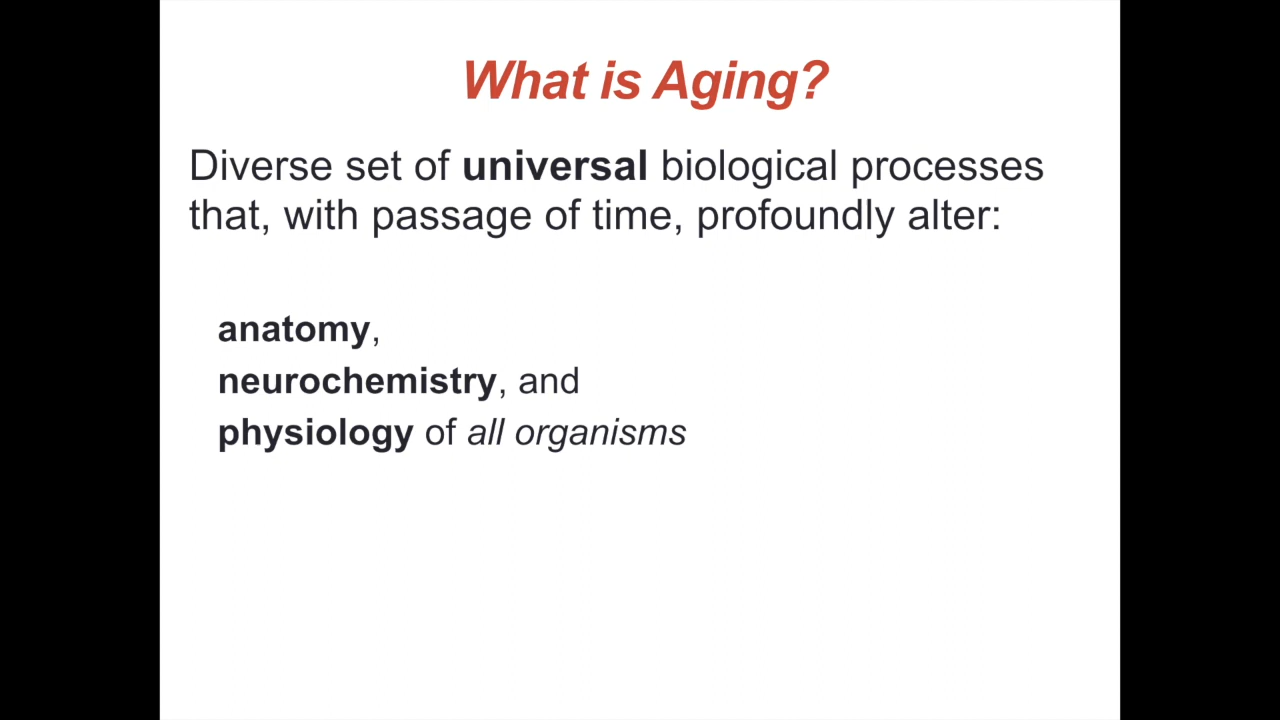 What is Aging?
Diverse set of universal biological processes
that, with passage of time, profoundly alter:
anatomy,
neurochemistry, and
physiology of all organisms